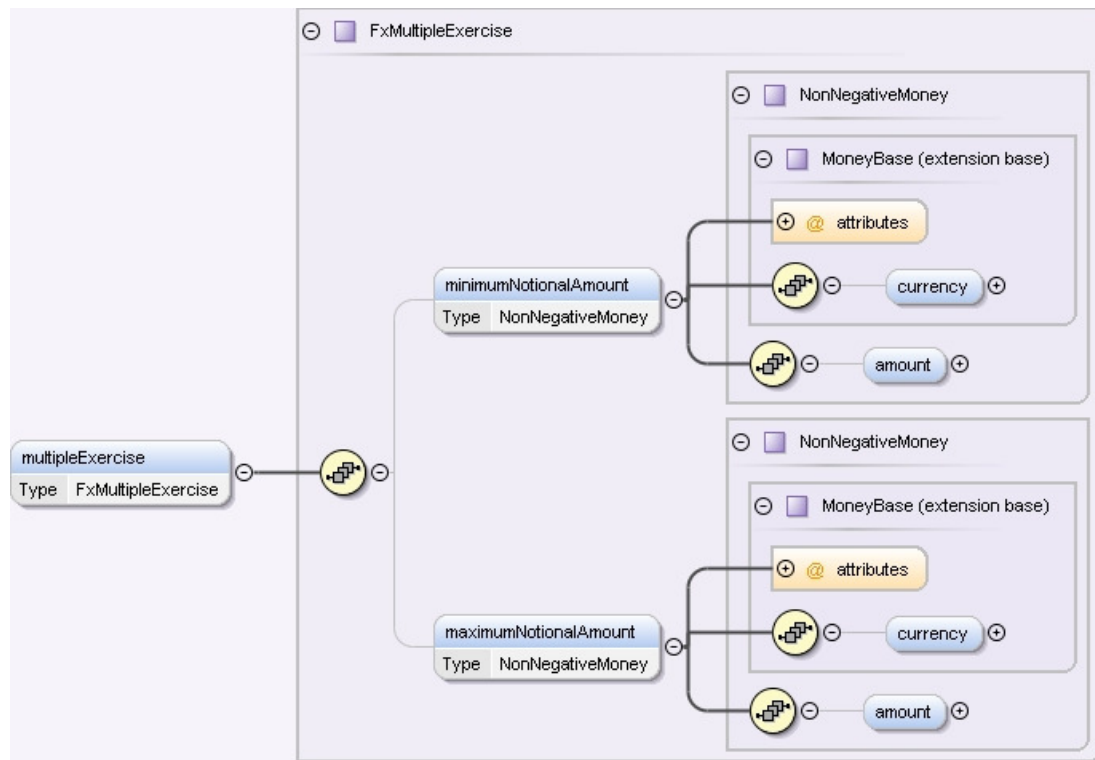 FxMultipleExercise
NonNegativeMoney
MoneyBase (extension base)
@ attributes
minimumNotionalAmount
currency
Type NonNegativeMoney
amount
NonNegativeMoney
multipleExercise
Type FxMultipleExercise
MoneyBase (extension base)
@ attributes
maximumNotionalAmount
currency
Type NonNegativeMoney
amount